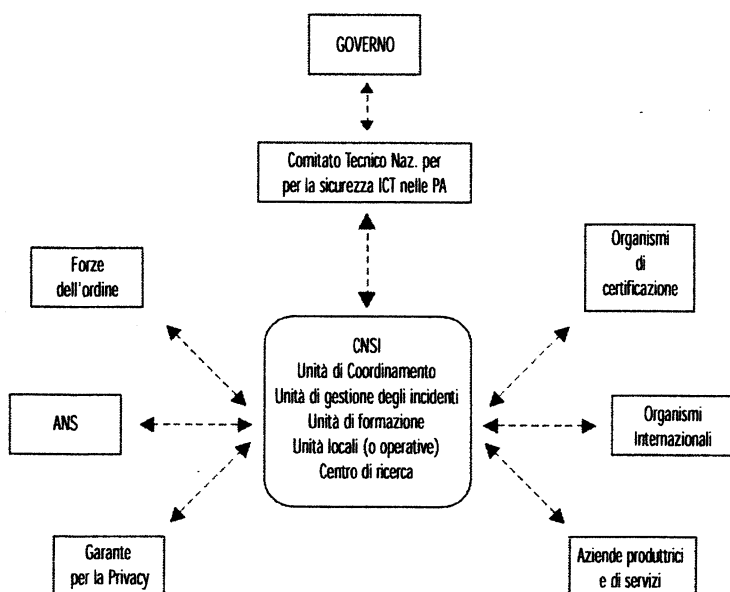 GOVERNO
Comitato Tecnico Naz. per
per la sicurezza ICT nelle PA
Forze
dell'ordine
Organismi
di
certificazione
CNSI
Unità di Coordinamento
Unità di gestione degli incidenti
Unità di formazione
Unità locali (o operative)
Centro di ricerca
ANS
Organismi
Internazionali
Garante
per la Privacy
Aziende produttrici
e di servizi